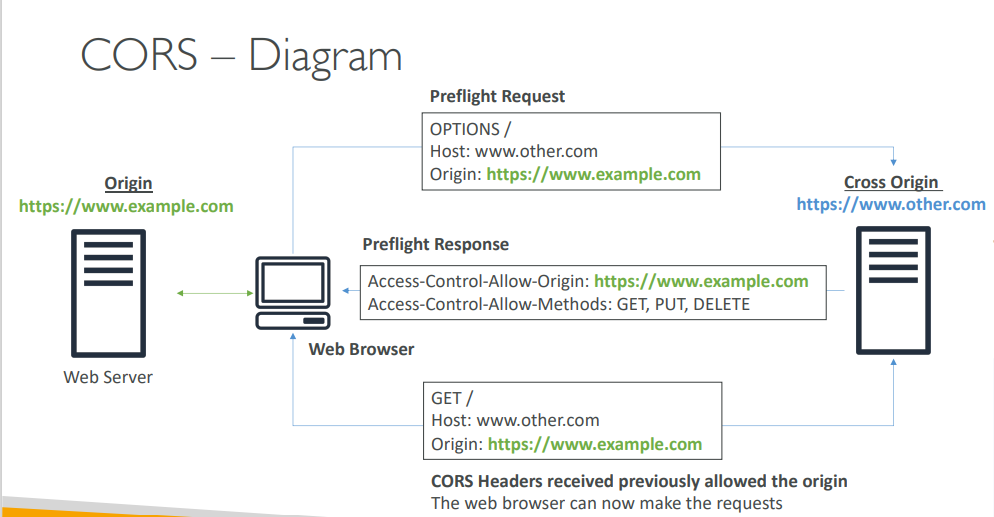 CORS – Diagram
Preflight Request
OPTIONS /
Host: www.other.com
Origin: https://www.example.com
Origin
https://www.example.com
Cross Origin
https://www.other.com
Preflight Response
Access-Control-Allow-Origin: https://www.example.com
Access-Control-Allow-Methods: GET, PUT, DELETE
Web Browser
Web Server
GET /
Host: www.other.com
Origin: https://www.example.com
CORS Headers received previously allowed the origin
The web browser can now make the requests